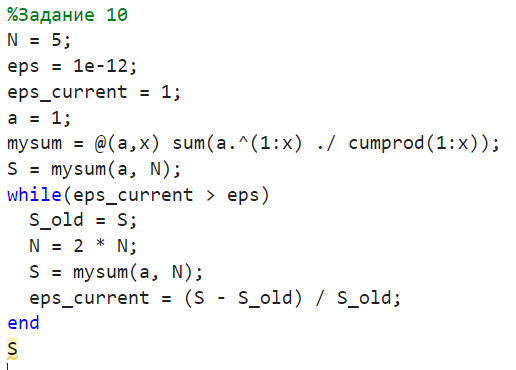 %Задание 10
N = 5;
eps = 1e-12;
eps_current = 1;
a = 1;
mysum = @(a,x) sum(a.^(1:x) ./ cumprod(1:x));
S = mysum(a, N);
while(eps_current > eps)
  S_old = S;
  N = 2 * N;
  S = mysum(a, N);
  eps_current = (S - S_old) / S_old;
end
S